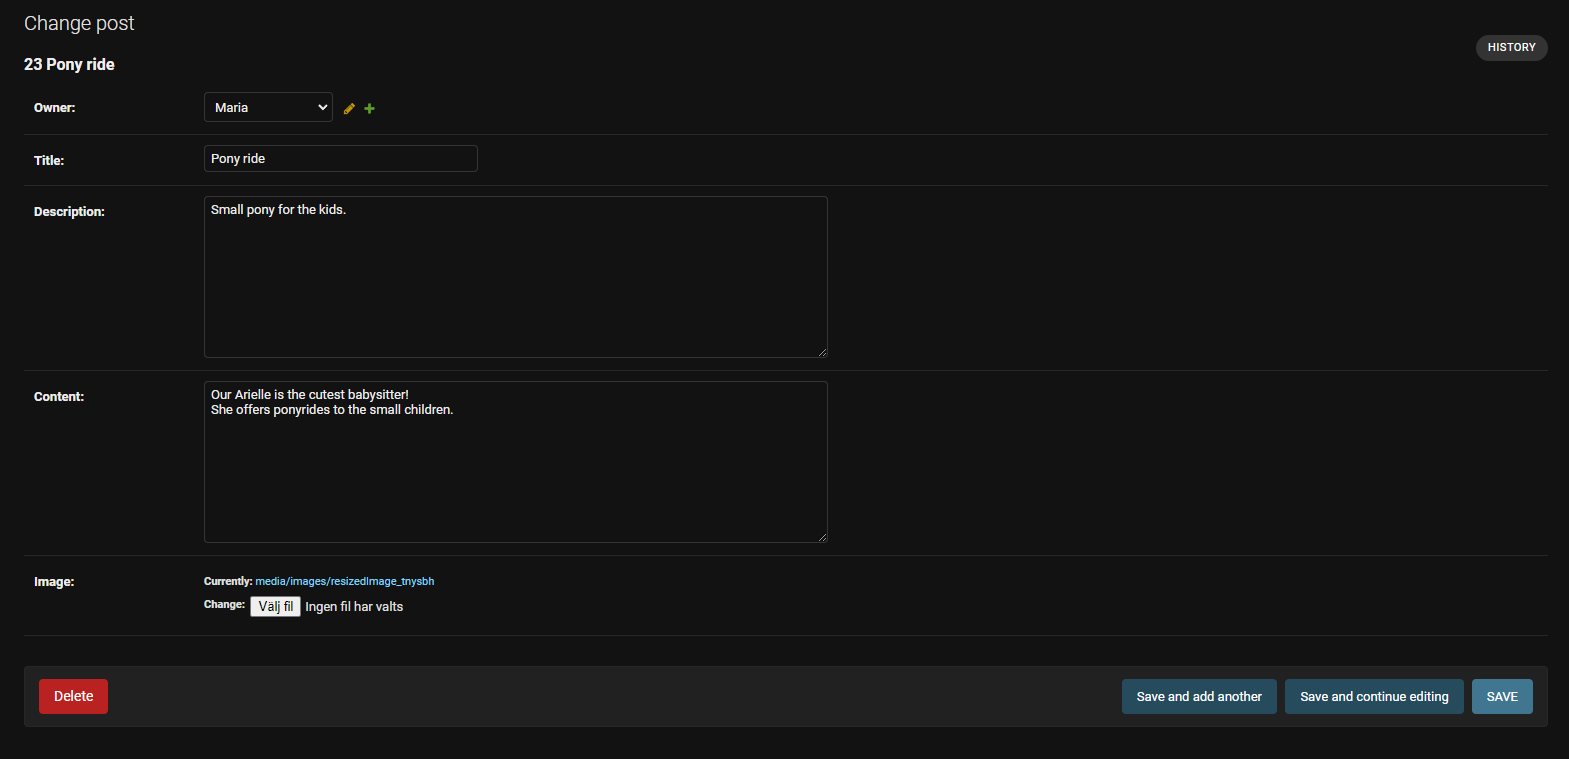 Change post
HISTORY
23 Pony ride
Owner: Maria
Title: Pony ride
Description: Small pony for the kids.
Content: Our Arielle is the cutest babysitter!
She offers ponyrides to the small children.
Image: Currently: media/images/resizedImage_tnysbh
Change: Välj fil Ingen fil har valts
Delete Save and add another Save and continue editing SAVE